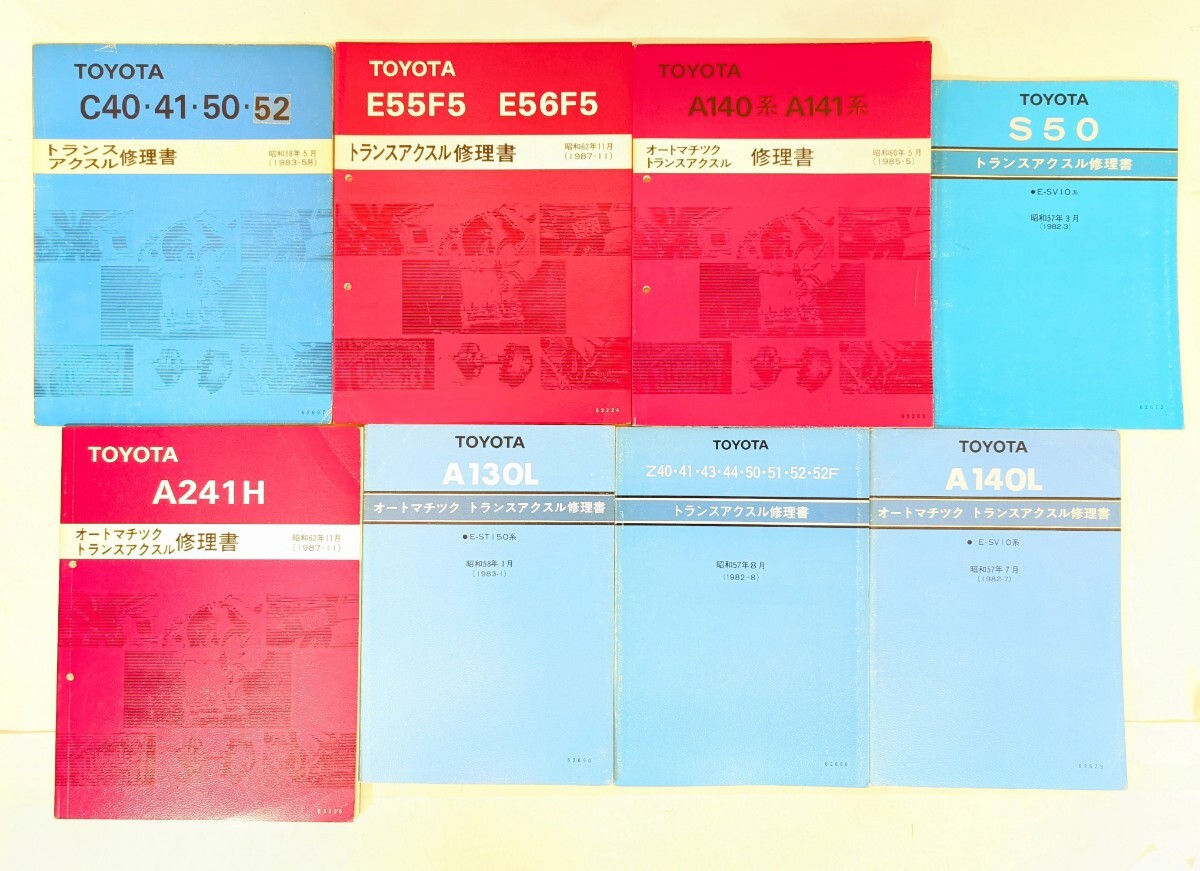 TOYOTA
C40・41・50・52
トランス
アクスル 修理書
昭和58年5月
(1983-5月)
TOYOTA
E55F5 E56F5
トランスアクスル修理書
昭和62年11月
(1987-11)
63224
TOYOTA
A140系 A141系
オートマチツク
トランスアクスル 修理書
昭和60年5月
(1985-5)
TOYOTA
S50
トランスアクスル修理書
●E-SV10系
昭和57年3月
(1982-3)
TOYOTA
A241H
オートマチツク
トランスアクスル 修理書
昭和62年11月
(1987-11)
TOYOTA
A130L
オートマチツク トランスアクスル修理書
●E-ST150系
昭和58年1月
(1983-1)
TOYOTA
Z40・41・43・44・50・51・52・52F
トランスアクスル修理書
昭和57年8月
(1982-8)
TOYOTA
A140L
オートマチツク トランスアクスル修理書
● E-SV10系
昭和57年7月
(1982-7)